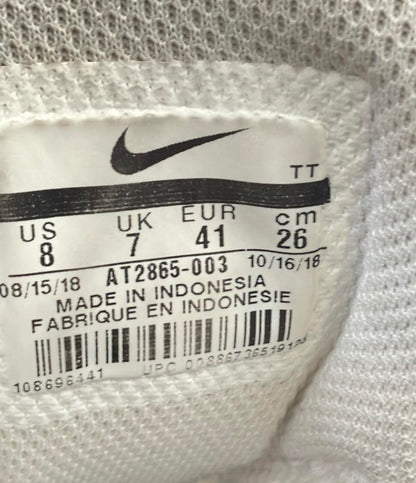 TT
US UK EUR cm
8 7 41 26
08/15/18 AT2865-003 10/16/18
MADE IN INDONESIA
FABRIQUE EN INDONESIE
108696441 UPC